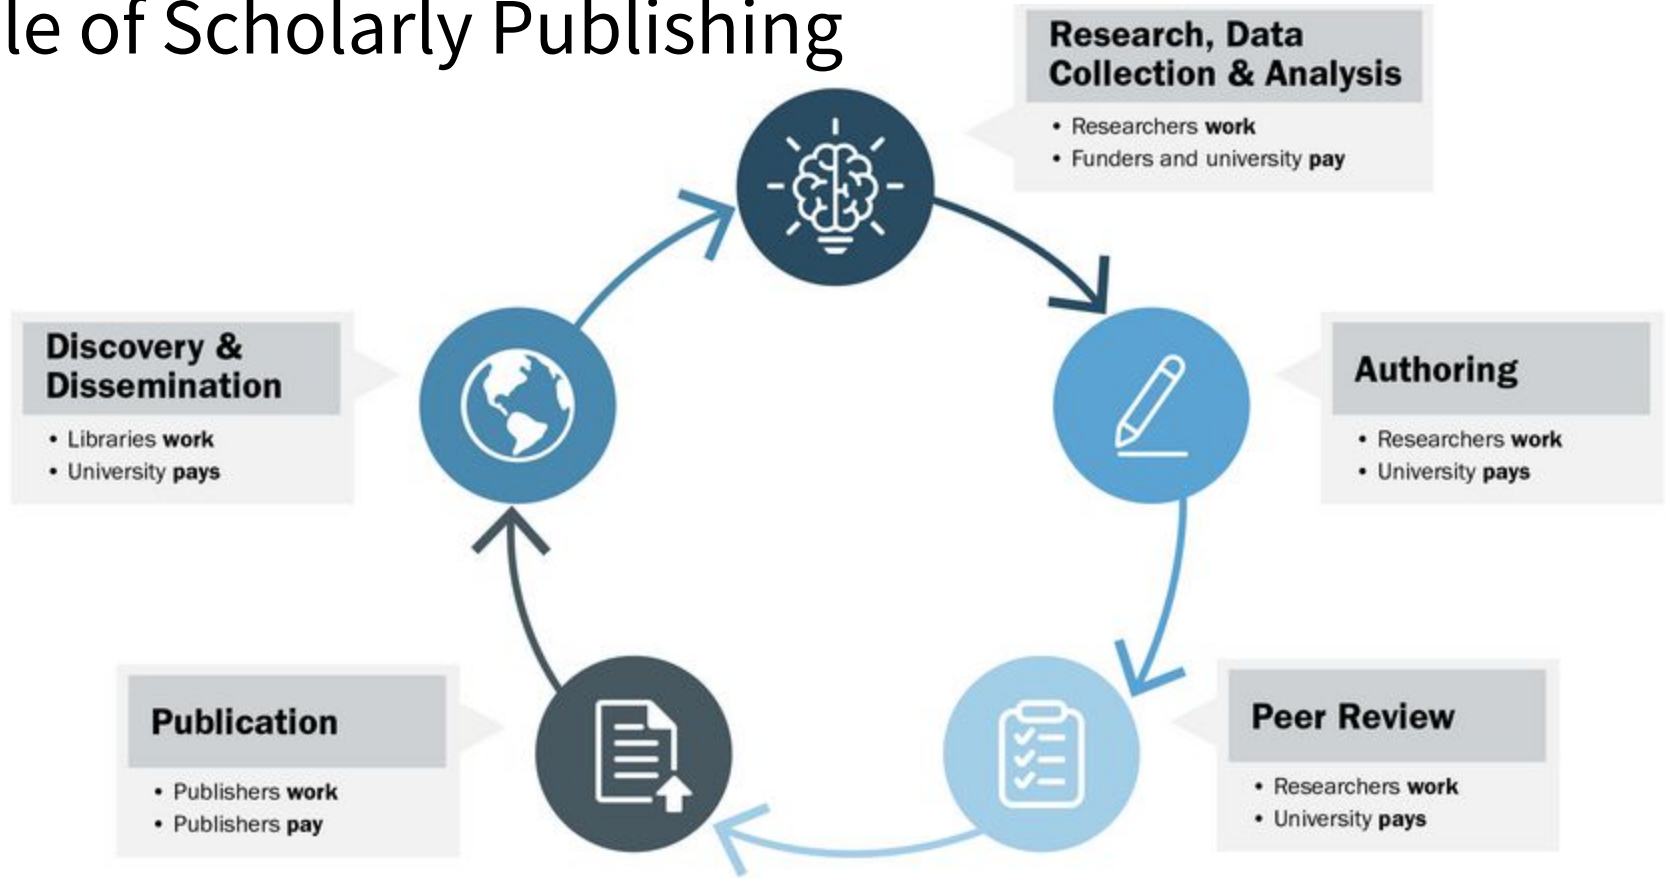 le of Scholarly Publishing
Research, Data
Collection & Analysis
• Researchers work
• Funders and university pay
Authoring
• Researchers work
• University pays
Peer Review
• Researchers work
• University pays
Publication
• Publishers work
• Publishers pay
Discovery &
Dissemination
• Libraries work
• University pays